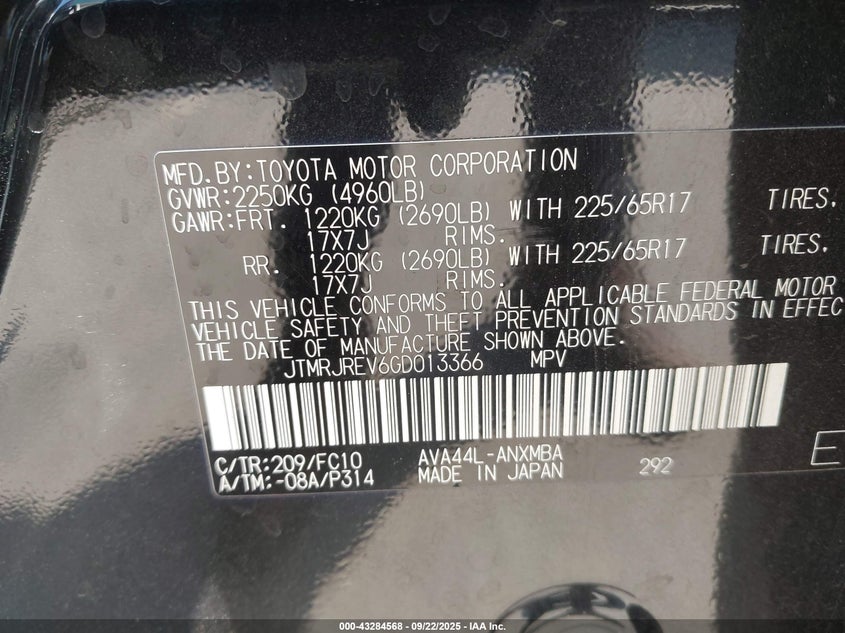 MFD.BY:TOYOTA MOTOR CORPORATION
GVWR:2250KG (4960LB)
GAWR:FRT. 1220KG (2690LB) WITH 225/65R17 TIRES,
17X7J RIMS.
RR. 1220KG (2690LB) WITH 225/65R17 TIRES,
17X7J RIMS.
THIS VEHICLE CONFORMS TO ALL APPLICABLE FEDERAL MOTOR
VEHICLE SAFETY AND THEFT PREVENTION STANDARDS IN EFFEC
THE DATE OF MANUFACTURE SHOWN ABOVE.
JTMRJREV6GD013366 MPV
C/TR:209/FC10 AVA44L-ANXMBA
A/TM:-08A/P314 MADE IN JAPAN 292
E
000-43284568 - 09/22/2025 - IAA Inc.